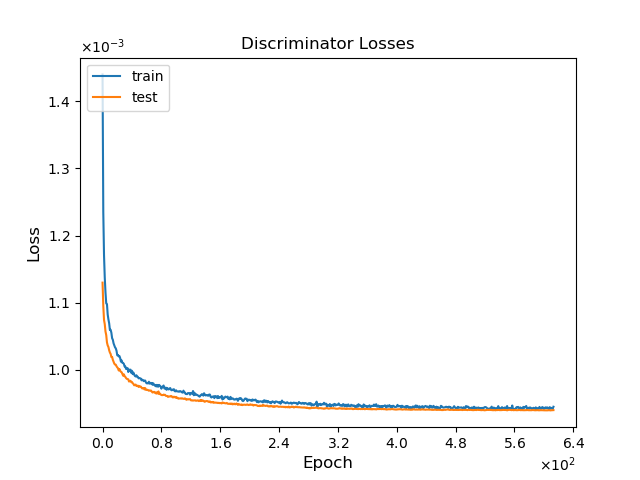 Discriminator Losses
×10⁻³
train
test
1.4
1.3
1.2
1.1
1.0
Loss
0.0 0.8 1.6 2.4 3.2 4.0 4.8 5.6 6.4
Epoch
×10²